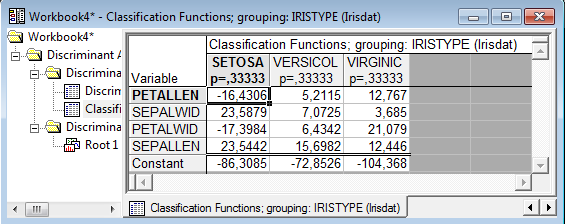 Workbook4* - Classification Functions; grouping: IRISTYPE (Irisdat)
Workbook4*
Discriminant A
Discrimina
Discrim
Classifi
Discrimina
Root 1
Classification Functions; grouping: IRISTYPE (Irisdat)
Variable SETOSA p=,33333 VERSICOL p=,33333 VIRGINIC p=,33333
PETALLEN -16,4306 5,2115 12,767
SEPALWID 23,5879 7,0725 3,685
PETALWID -17,3984 6,4342 21,079
SEPALLEN 23,5442 15,6982 12,446
Constant -86,3085 -72,8526 -104,368
Classification Functions; grouping: IRISTYPE (Irisdat)